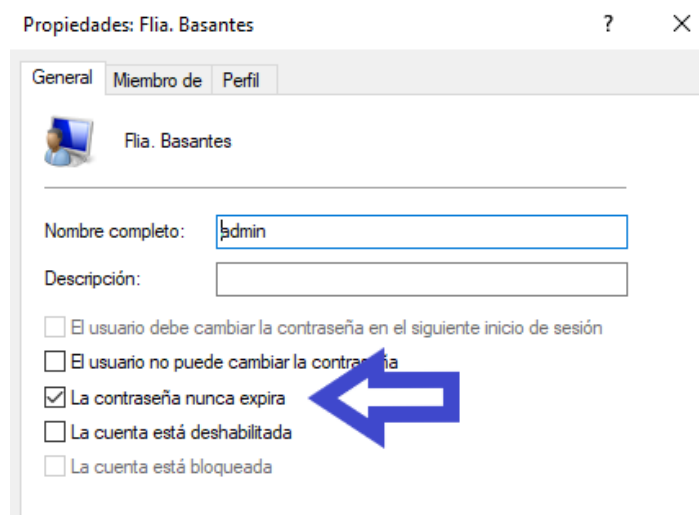 Propiedades: Flia. Basantes ? ✕
General Miembro de Perfil
Flia. Basantes
Nombre completo: admin
Descripción:
El usuario debe cambiar la contraseña en el siguiente inicio de sesión
El usuario no puede cambiar la contraseña
La contraseña nunca expira
La cuenta está deshabilitada
La cuenta está bloqueada